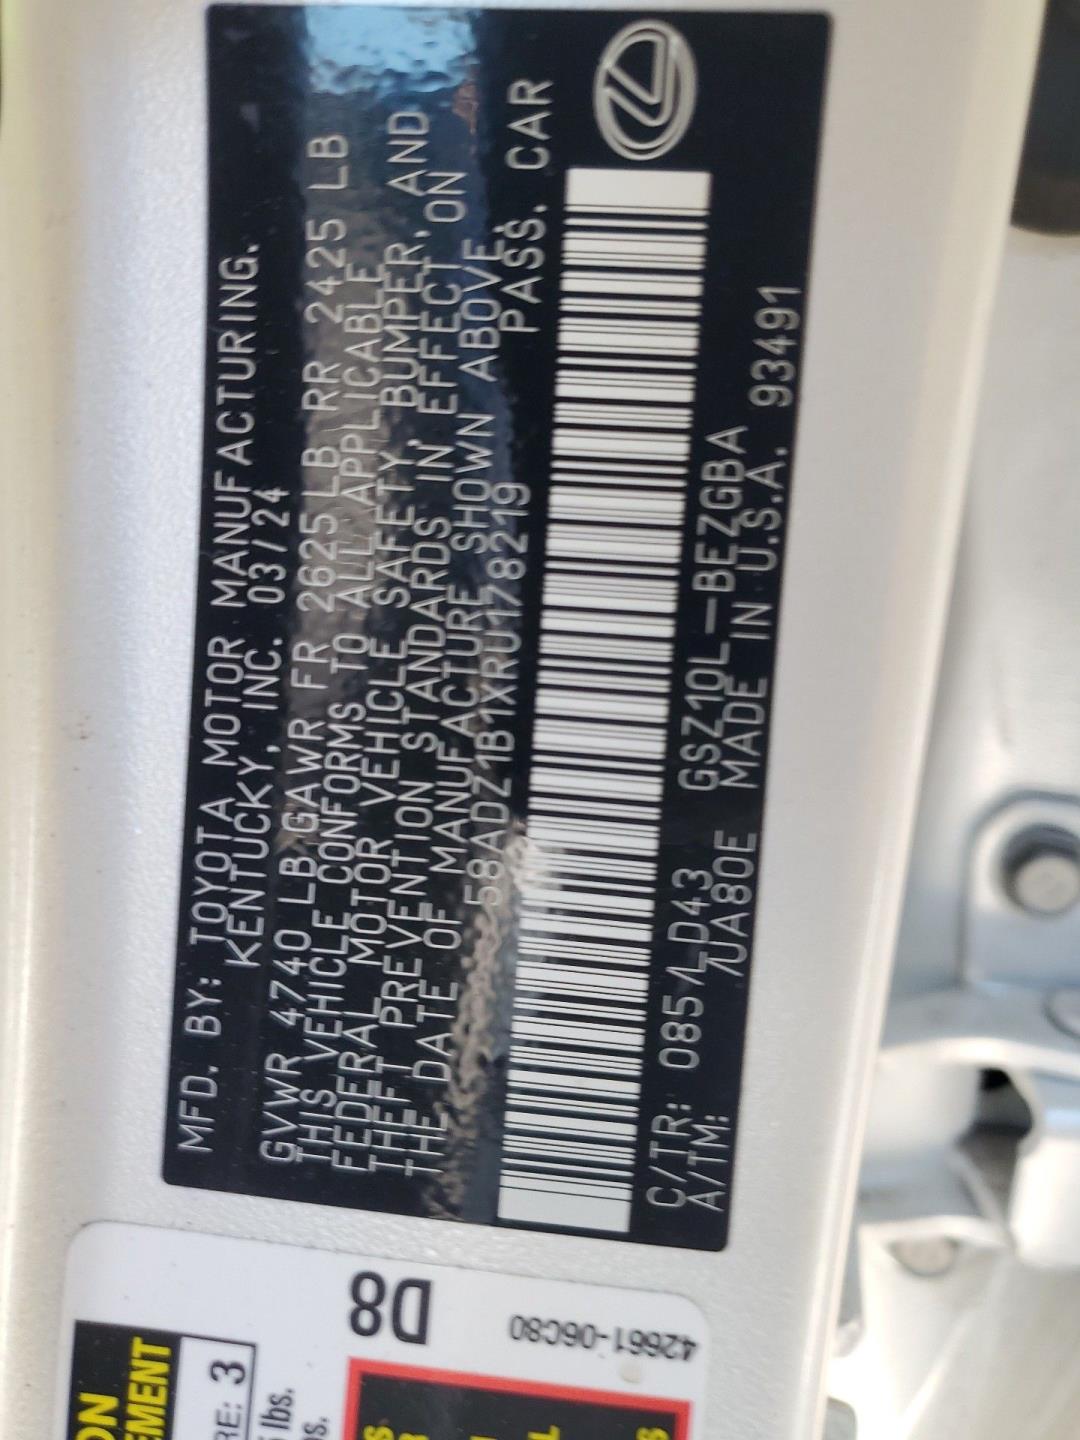 MFD. BY: TOYOTA MOTOR MANUFACTURING.
KENTUCKY, INC. 03/24
GVWR 4740 LB GAWR FR 2625 LB RR 2425 LB
THIS VEHICLE CONFORMS TO ALL APPLICABLE
FEDERAL MOTOR VEHICLE SAFETY, BUMPER, AND
THEFT PREVENTION STANDARDS IN EFFECT ON
THE DATE OF MANUFACTURE SHOWN ABOVE.
58ADZ1B1XRU178219 PASS. CAR
C/TR: 085/LD43 GSZ10L-BEZGBA
A/TM: UA80E MADE IN U.S.A. 93491
D8
42661-06C80
ON
EMENT
RE: 3
lbs.